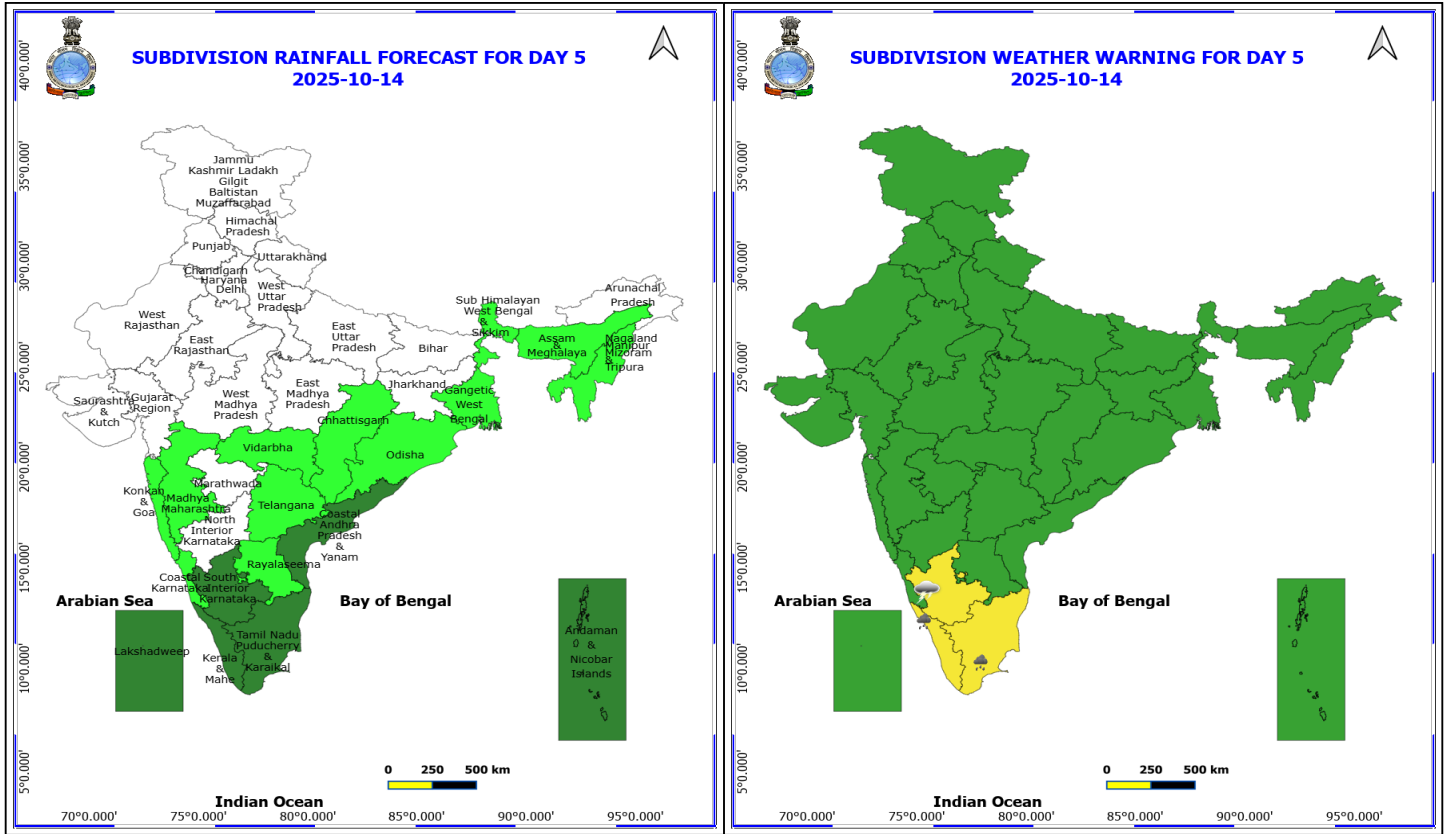 SUBDIVISION RAINFALL FORECAST FOR DAY 5
2025-10-14
40°0.000'
35°0.000'
30°0.000'
25°0.000'
20°0.000'
15°0.000'
10°0.000'
5°0.000'
Jammu
Kashmir Ladakh
Gilgit
Baltistan
Muzaffarabad
Himachal
Pradesh
Punjab
Uttarakhand
Chandigarh
Haryana
Delhi
West
Uttar
Pradesh
Arunachal
Pradesh
Sub Himalayan
West Bengal
&
Sikkim
West
Rajasthan
East
Rajasthan
East
Uttar
Pradesh
Bihar
Assam
&
Meghalaya
Nagaland
Manipur
Mizoram
&
Tripura
Saurashtra
&
Kutch
Gujarat
Region
West
Madhya
Pradesh
East
Madhya
Pradesh
Jharkhand
Gangetic
West
Bengal
Chhattisgarh
Vidarbha
Odisha
Konkan
&
Goa
Madhya
Maharashtra
Marathwada
Telangana
North
Interior
Karnataka
Coastal
Andhra
Pradesh
&
Yanam
Rayalaseema
Coastal
Karnataka
South
Interior
Karnataka
Arabian Sea
Bay of Bengal
Lakshadweep
Kerala
&
Mahe
Tamil Nadu
Puducherry
&
Karaikal
Andaman
&
Nicobar
Islands
0 250 500 km
Indian Ocean
70°0.000' 75°0.000' 80°0.000' 85°0.000' 90°0.000' 95°0.000'
SUBDIVISION WEATHER WARNING FOR DAY 5
2025-10-14
40°0.000'
35°0.000'
30°0.000'
25°0.000'
20°0.000'
15°0.000'
10°0.000'
5°0.000'
Arabian Sea
Bay of Bengal
0 250 500 km
Indian Ocean
70°0.000' 75°0.000' 80°0.000' 85°0.000' 90°0.000' 95°0.000'